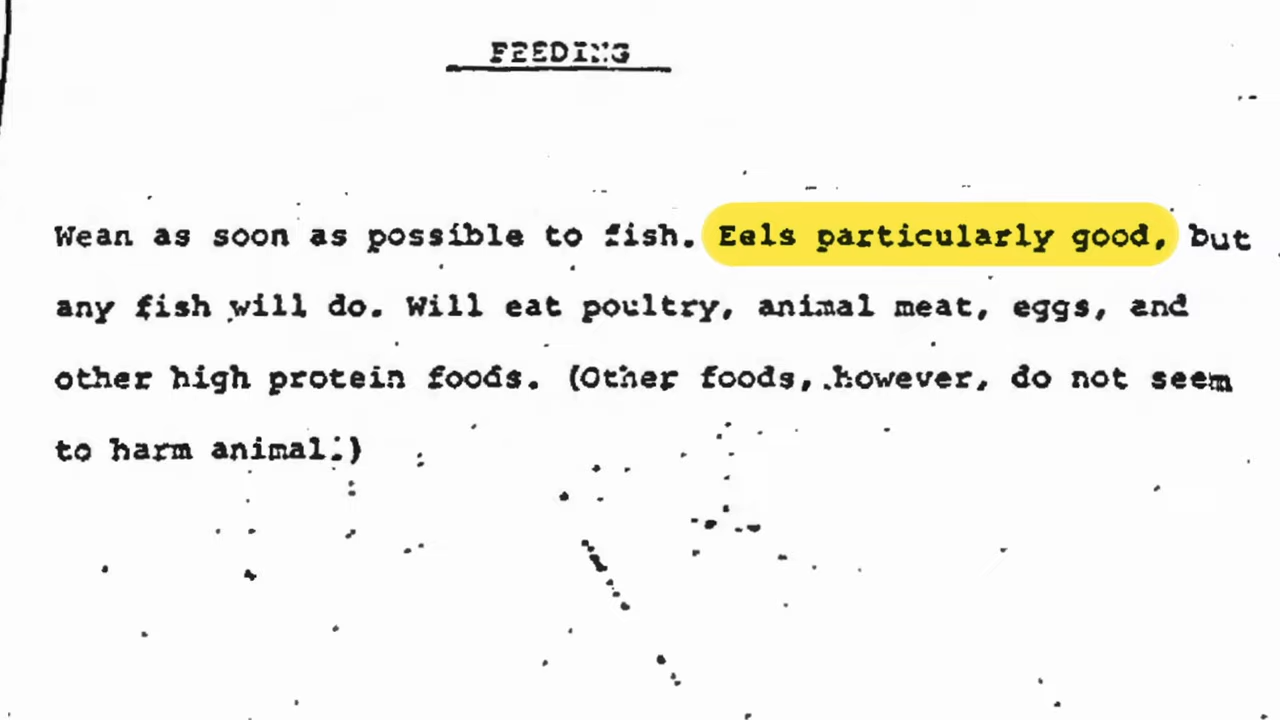 FEEDING
Wean as soon as possible to fish. Eels particularly good, but
any fish will do. Will eat poultry, animal meat, eggs, and
other high protein foods. (Other foods, however, do not seem
to harm animal.)